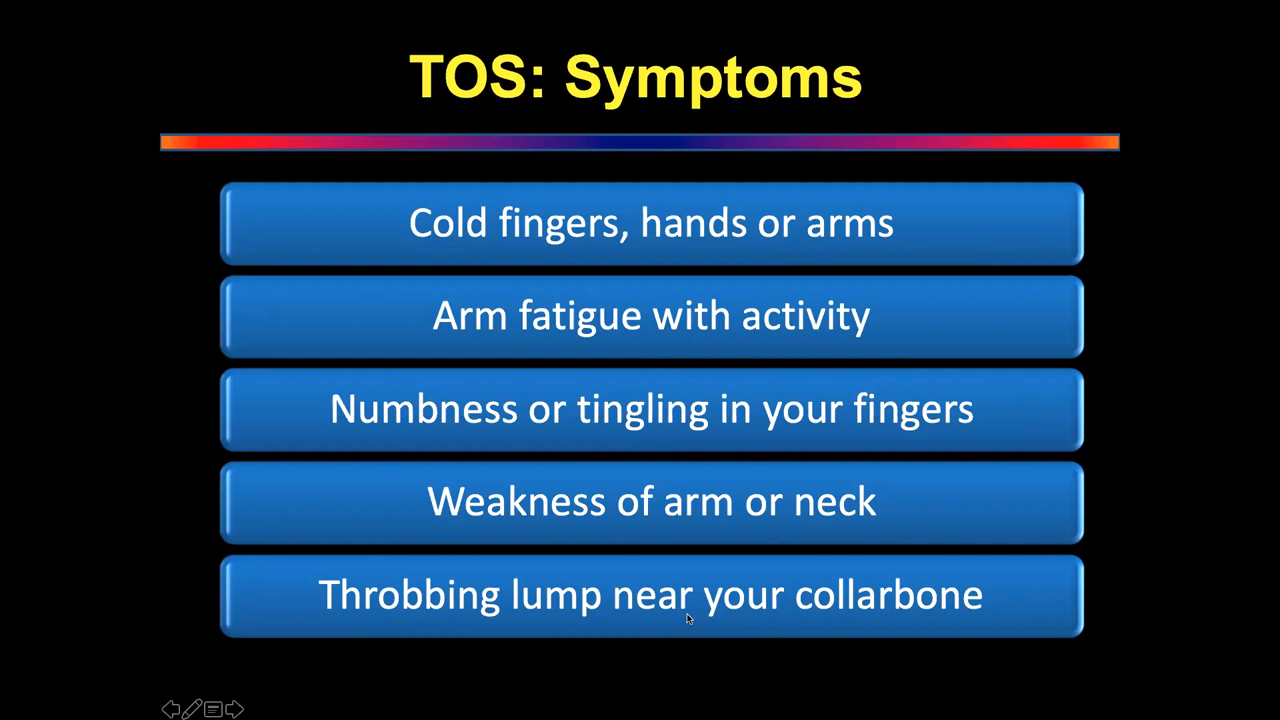 TOS: Symptoms
Cold fingers, hands or arms
Arm fatigue with activity
Numbness or tingling in your fingers
Weakness of arm or neck
Throbbing lump near your collarbone